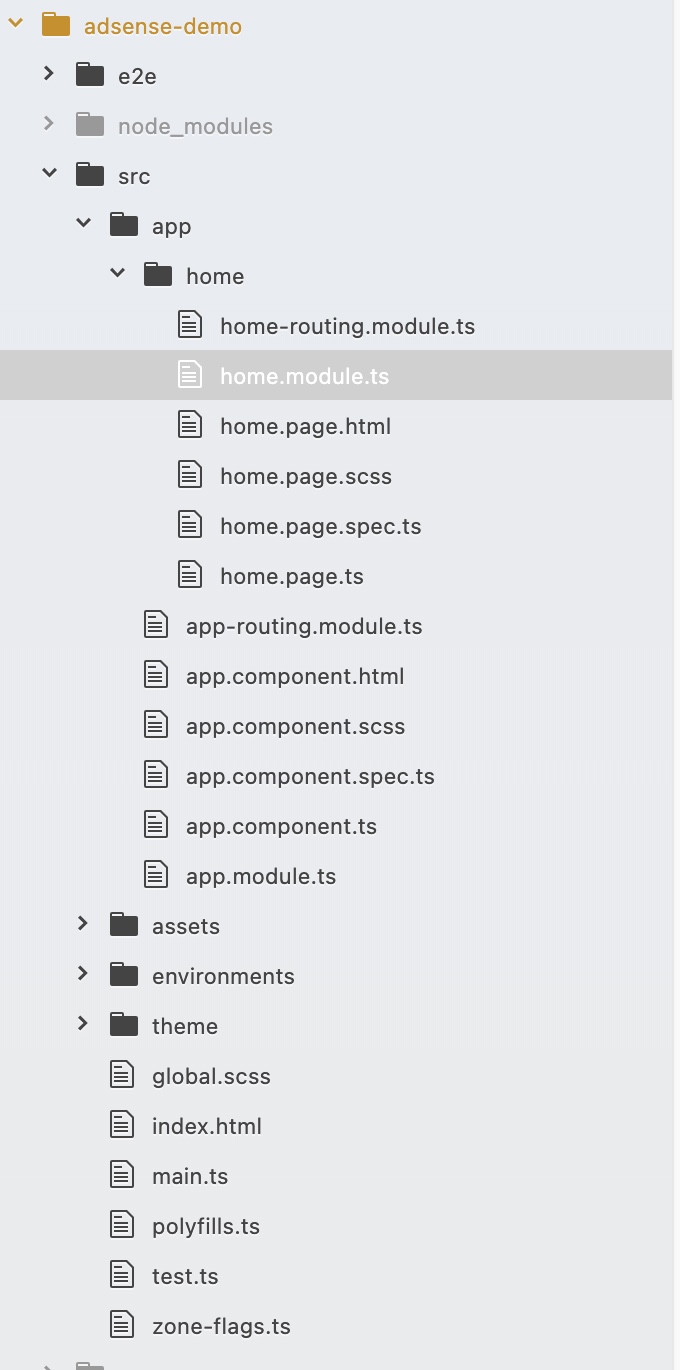 adsense-demo
e2e
node_modules
src
app
home
home-routing.module.ts
home.module.ts
home.page.html
home.page.scss
home.page.spec.ts
home.page.ts
app-routing.module.ts
app.component.html
app.component.scss
app.component.spec.ts
app.component.ts
app.module.ts
assets
environments
theme
global.scss
index.html
main.ts
polyfills.ts
test.ts
zone-flags.ts